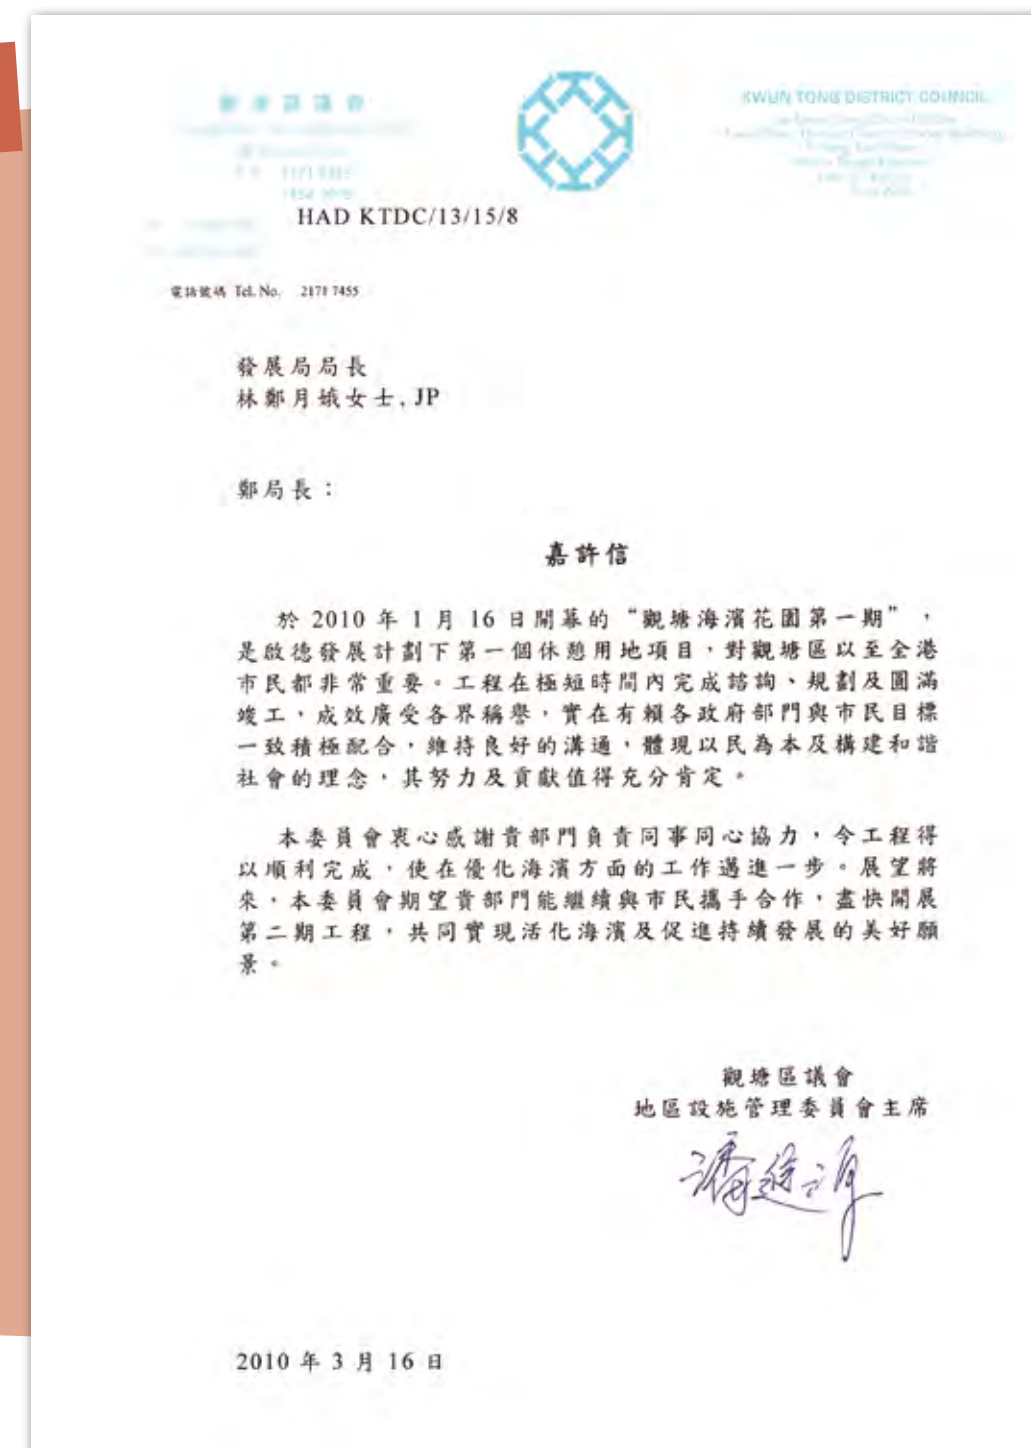 KWUN TONG DISTRICT COUNCIL
HAD KTDC/13/15/8
電話號碼 Tel. No. 2171 7455
發展局局長
林鄭月娥女士, JP
鄭局長：
嘉許信
於 2010 年 1 月 16 日開幕的“觀塘海濱花園第一期”，
是啟德發展計劃下第一個休憩用地項目，對觀塘區以至全港
市民都非常重要。工程在極短時間內完成諮詢、規劃及圓滿
竣工，成效廣受各界稱譽，實在有賴各政府部門與市民目標
一致積極配合，維持良好的溝通，體現以民為本及構建和諧
社會的理念，其努力及貢獻值得充分肯定。
本委員會衷心感謝貴部門負責同事同心協力，令工程得
以順利完成，使在優化海濱方面的工作邁進一步。展望將
來，本委員會期望貴部門能繼續與市民攜手合作，盡快開展
第二期工程，共同實現活化海濱及促進持續發展的美好願
景。
觀塘區議會
地區設施管理委員會主席
2010 年 3 月 16 日